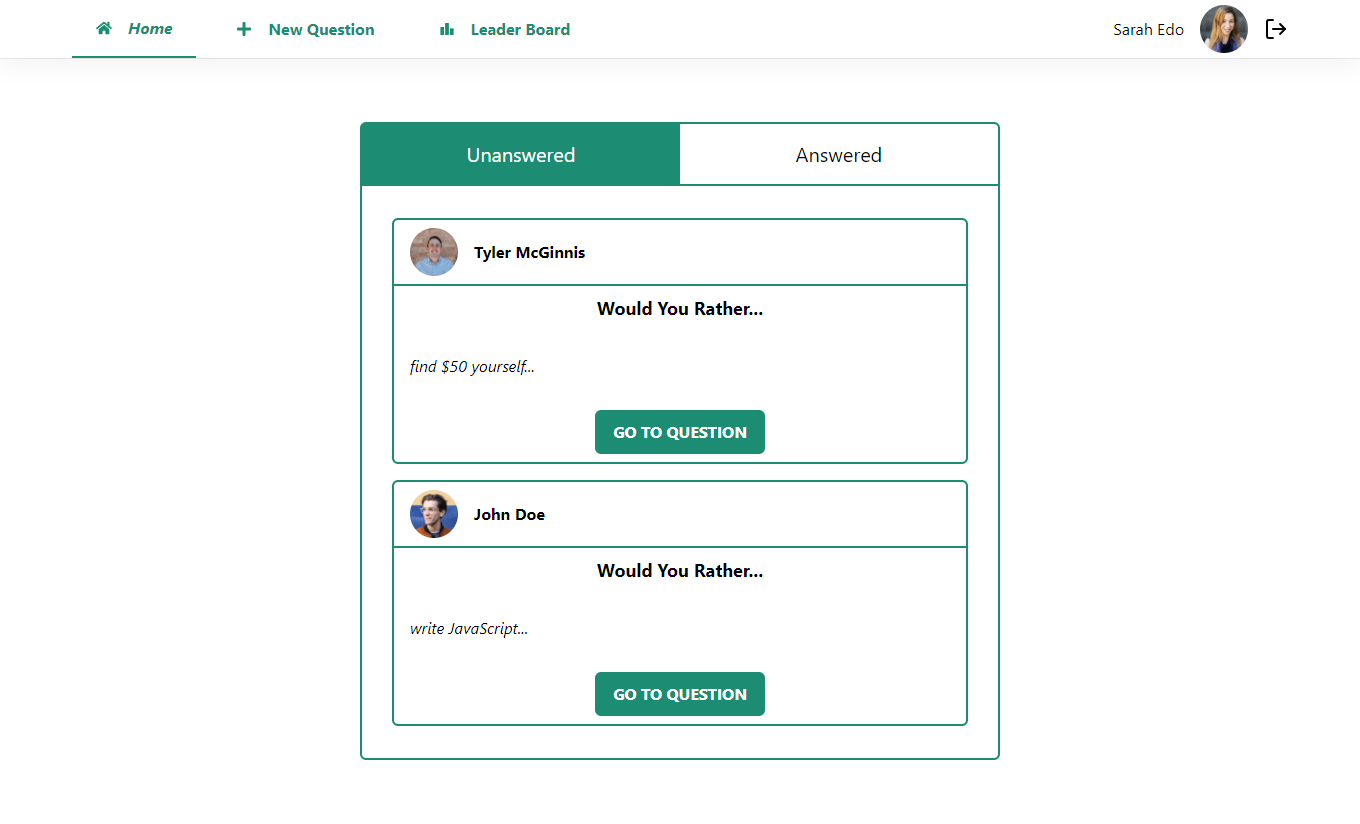 Home New Question Leader Board Sarah Edo
Unanswered Answered
Tyler McGinnis
Would You Rather...
find $50 yourself...
GO TO QUESTION
John Doe
Would You Rather...
write JavaScript...
GO TO QUESTION